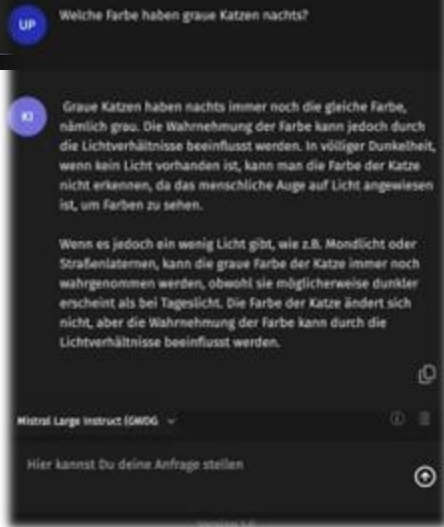 UP
Welche Farbe haben graue Katzen nachts?
KI
Graue Katzen haben nachts immer noch die gleiche Farbe,
nämlich grau. Die Wahrnehmung der Farbe kann jedoch durch
die Lichtverhältnisse beeinflusst werden. In völliger Dunkelheit,
wenn kein Licht vorhanden ist, kann man die Farbe der Katze
nicht erkennen, da das menschliche Auge auf Licht angewiesen
ist, um Farben zu sehen.
Wenn es jedoch ein wenig Licht gibt, wie z.B. Mondlicht oder
Straßenlaternen, kann die graue Farbe der Katze immer noch
wahrgenommen werden, obwohl sie möglicherweise dunkler
erscheint als bei Tageslicht. Die Farbe der Katze ändert sich
nicht, aber die Wahrnehmung der Farbe kann durch die
Lichtverhältnisse beeinflusst werden.
Mistral Large Instruct (GWDG
Hier kannst Du deine Anfrage stellen